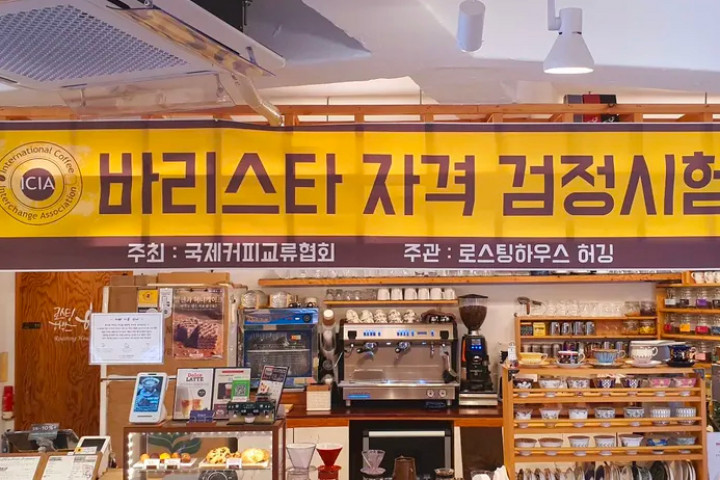 International Coffee
ICIA
Interchange Association
바리스타 자격 검정시험
주최 : 국제커피교류협회
주관 : 로스팅하우스 허깅
LATTE